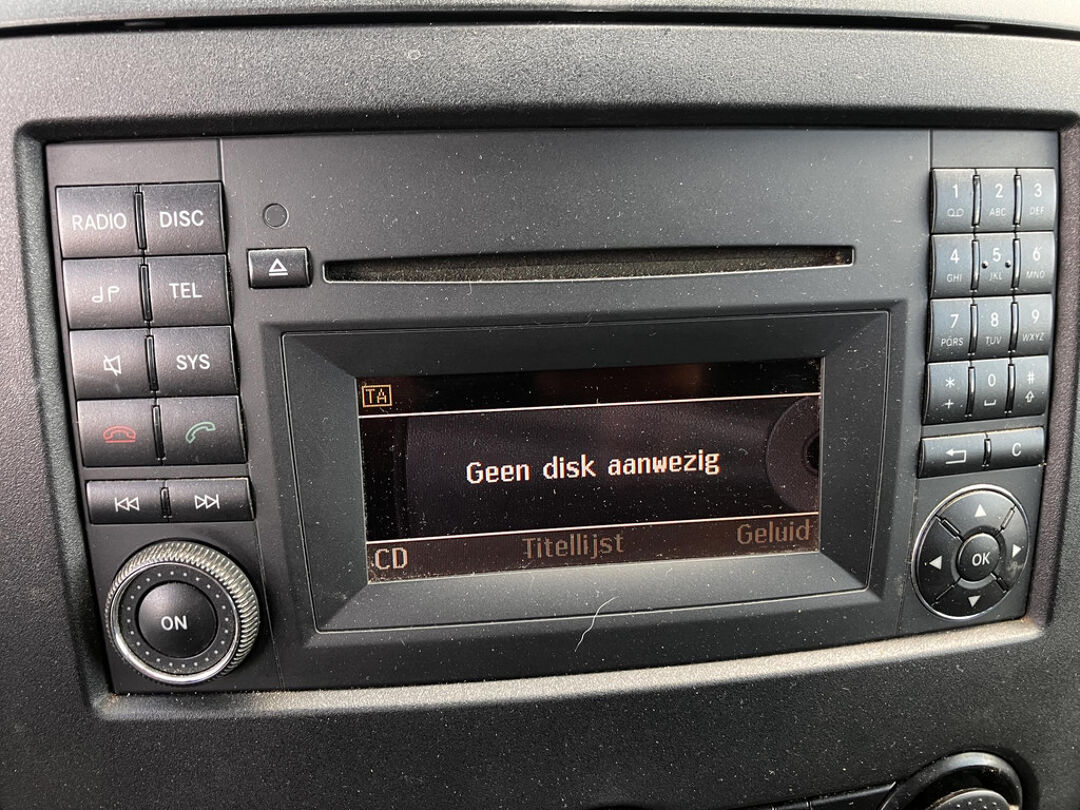 RADIO DISC
TEL
SYS
ON
TA
Geen disk aanwezig
CD Titellijst Geluid
1 2 3
ABC DEF
4 5 6
GHI JKL MNO
7 8 9
PQRS TUV WXYZ
* 0 #
+
C
OK